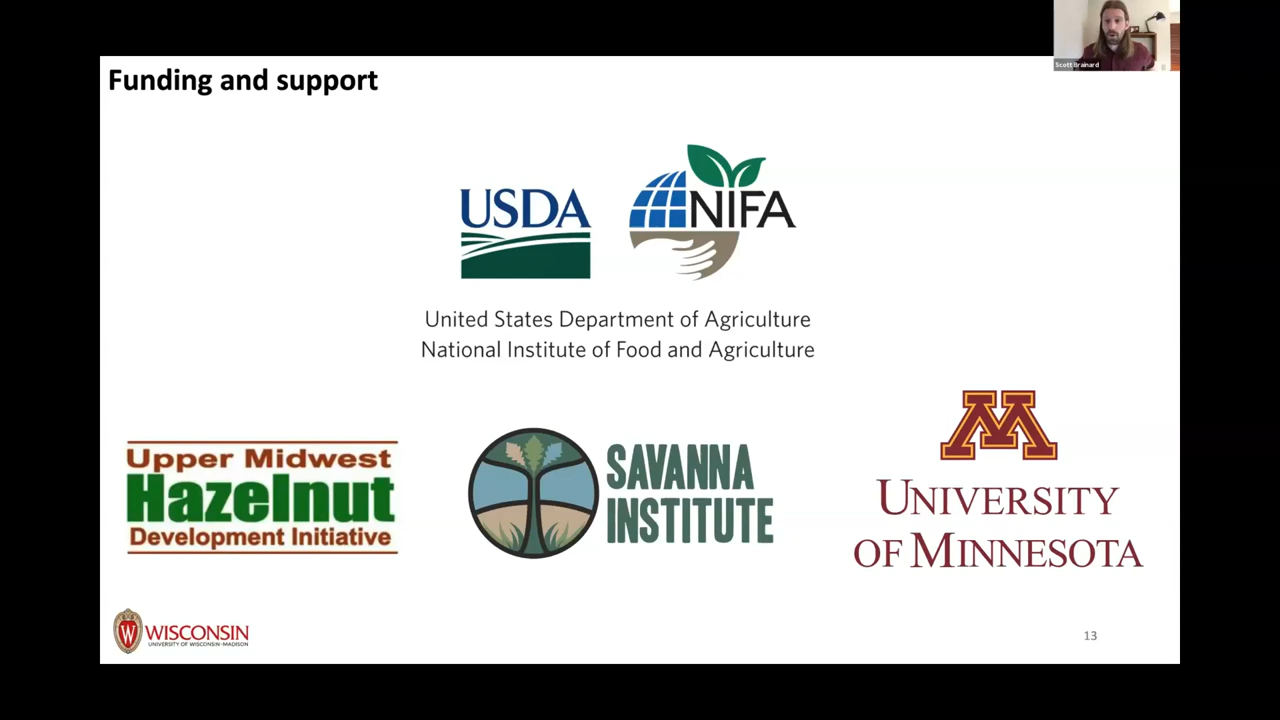 Funding and support
Scott Brainard
USDA
NIFA
United States Department of Agriculture
National Institute of Food and Agriculture
Upper Midwest
Hazelnut
Development Initiative
SAVANNA
INSTITUTE
M
UNIVERSITY
OF MINNESOTA
W
WISCONSIN
UNIVERSITY OF WISCONSIN–MADISON
13